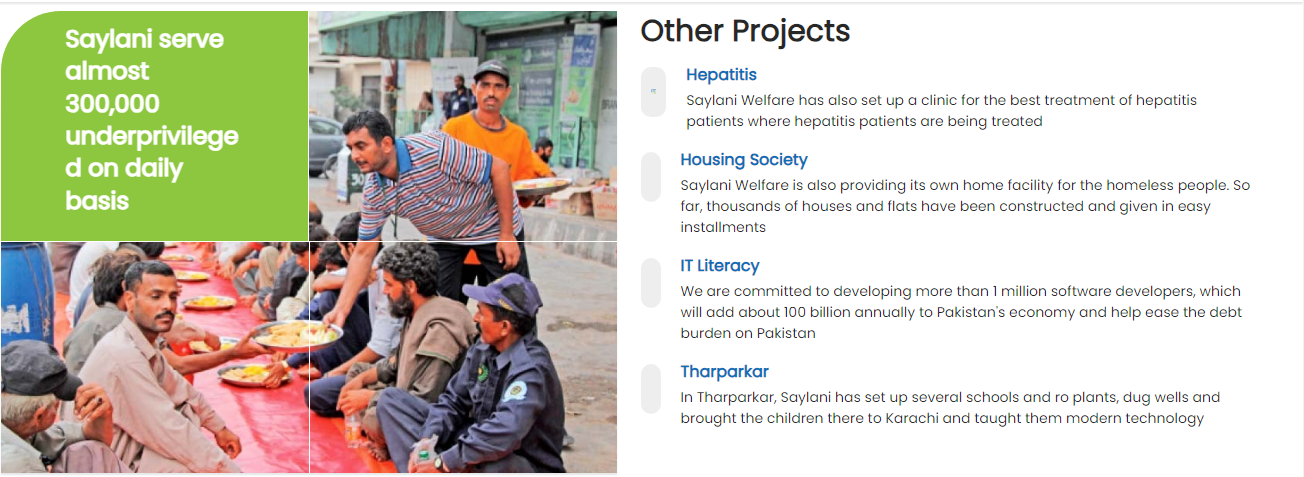 Saylani serve
almost
300,000
underprivilege
d on daily
basis
Other Projects
Hepatitis
Saylani Welfare has also set up a clinic for the best treatment of hepatitis
patients where hepatitis patients are being treated
Housing Society
Saylani Welfare is also providing its own home facility for the homeless people. So
far, thousands of houses and flats have been constructed and given in easy
installments
IT Literacy
We are committed to developing more than 1 million software developers, which
will add about 100 billion annually to Pakistan's economy and help ease the debt
burden on Pakistan
Tharparkar
In Tharparkar, Saylani has set up several schools and ro plants, dug wells and
brought the children there to Karachi and taught them modern technology